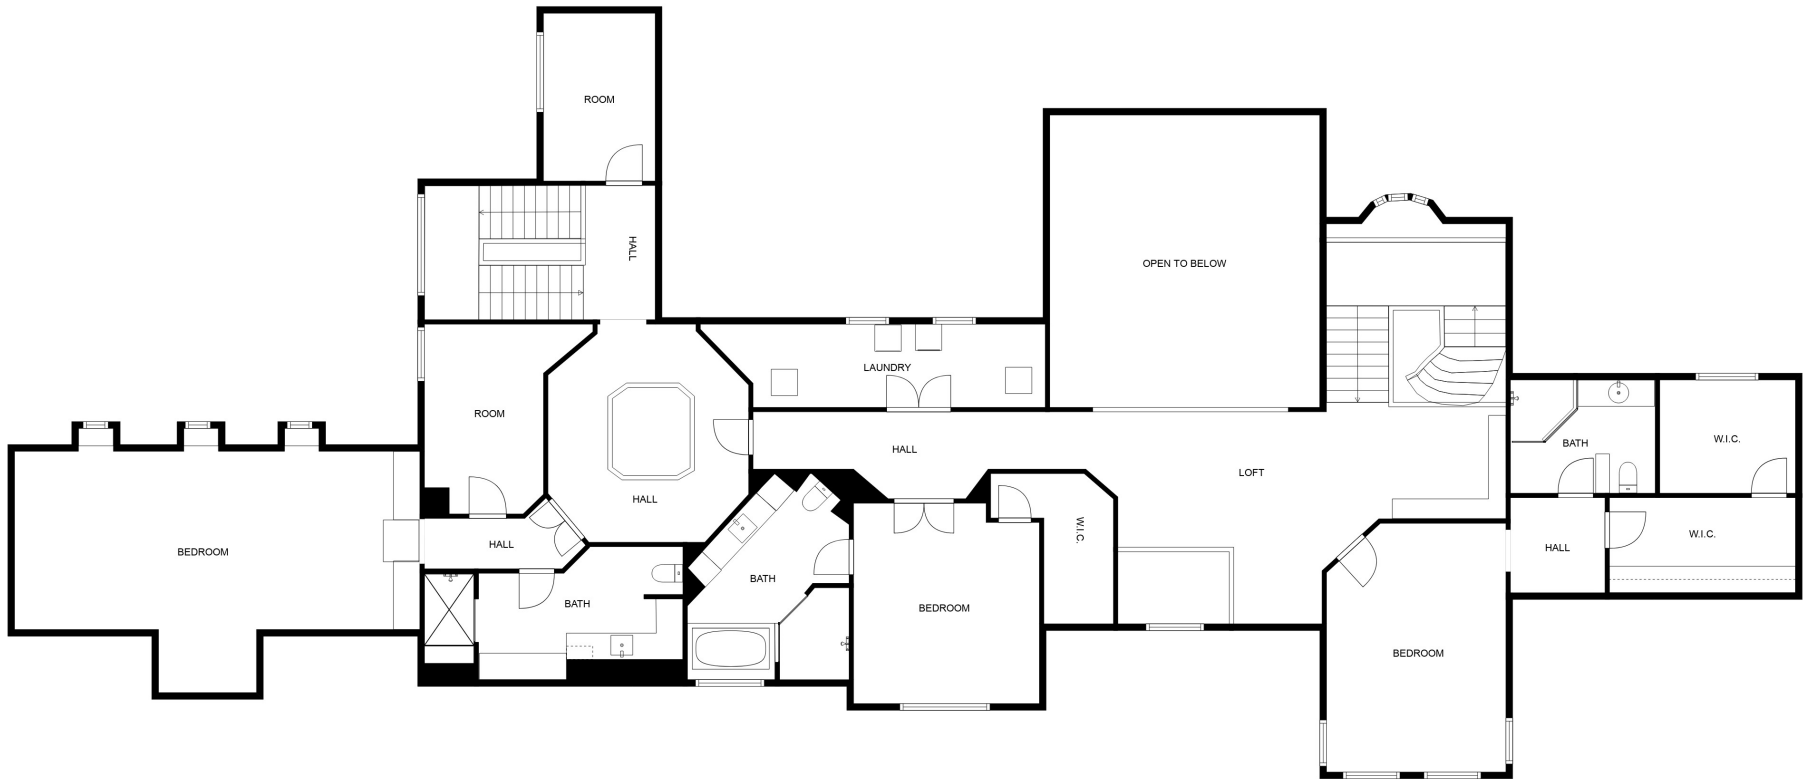 ROOM
HALL
OPEN TO BELOW
LAUNDRY
ROOM
HALL
HALL
LOFT
BATH
W.I.C.
W.I.C.
W.I.C.
HALL
HALL
BEDROOM
BATH
BATH
BEDROOM
BEDROOM